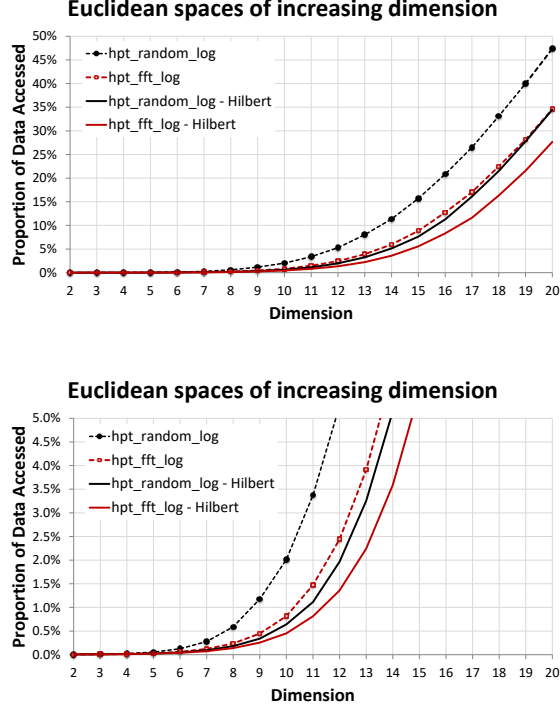 Euclidean spaces of increasing dimension
Proportion of Data Accessed
50%
45%
40%
35%
30%
25%
20%
15%
10%
5%
0%
hpt_random_log
hpt_fft_log
hpt_random_log - Hilbert
hpt_fft_log - Hilbert
2 3 4 5 6 7 8 9 10 11 12 13 14 15 16 17 18 19 20
Dimension
Euclidean spaces of increasing dimension
Proportion of Data Accessed
5.0%
4.5%
4.0%
3.5%
3.0%
2.5%
2.0%
1.5%
1.0%
0.5%
0.0%
hpt_random_log
hpt_fft_log
hpt_random_log - Hilbert
hpt_fft_log - Hilbert
2 3 4 5 6 7 8 9 10 11 12 13 14 15 16 17 18 19 20
Dimension